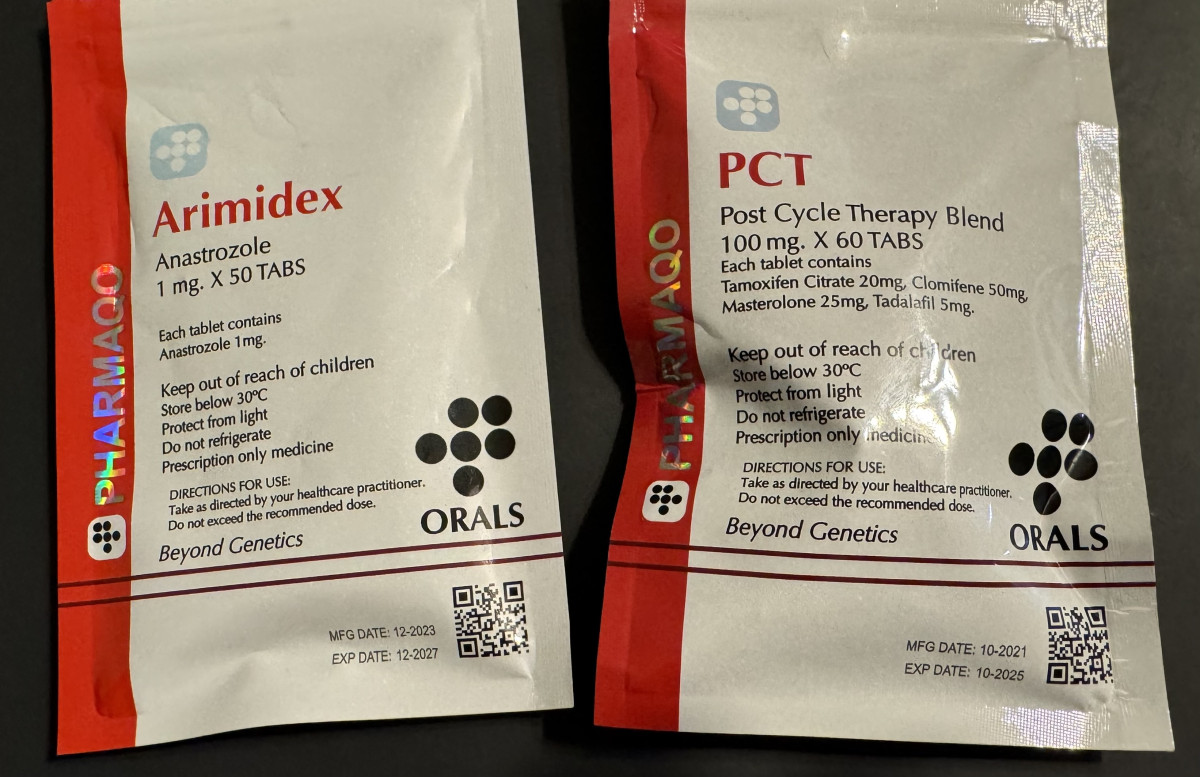 PHARMAQO
Arimidex
Anastrozole
1 mg. X 50 TABS
Each tablet contains
Anastrozole 1mg.
Keep out of reach of children
Store below 30ºC
Protect from light
Do not refrigerate
Prescription only medicine
DIRECTIONS FOR USE:
Take as directed by your healthcare practitioner.
Do not exceed the recommended dose.
Beyond Genetics
ORALS
MFG DATE: 12-2023
EXP DATE: 12-2027
PHARMAQO
PCT
Post Cycle Therapy Blend
100 mg. X 60 TABS
Each tablet contains
Tamoxifen Citrate 20mg, Clomifene 50mg,
Masterolone 25mg, Tadalafil 5mg.
Keep out of reach of children
Store below 30ºC
Protect from light
Do not refrigerate
Prescription only medicine
DIRECTIONS FOR USE:
Take as directed by your healthcare practitioner.
Do not exceed the recommended dose.
Beyond Genetics
ORALS
MFG DATE: 10-2021
EXP DATE: 10-2025